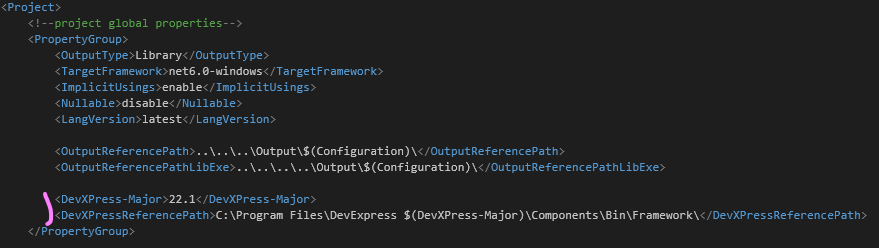 <Project>
<!--project global properties-->
<PropertyGroup>
<OutputType>Library</OutputType>
<TargetFramework>net6.0-windows</TargetFramework>
<ImplicitUsings>enable</ImplicitUsings>
<Nullable>disable</Nullable>
<LangVersion>latest</LangVersion>
<OutputReferencePath>..\..\..\Output\$(Configuration)\</OutputReferencePath>
<OutputReferencePathLibExe>..\..\..\..\Output\$(Configuration)\</OutputReferencePathLibExe>
<DevXPress-Major>22.1</DevXPress-Major>
<DevXPressReferencePath>C:\Program Files\DevExpress $(DevXPress-Major)\Components\Bin\Framework\</DevXPressReferencePath>
</PropertyGroup>